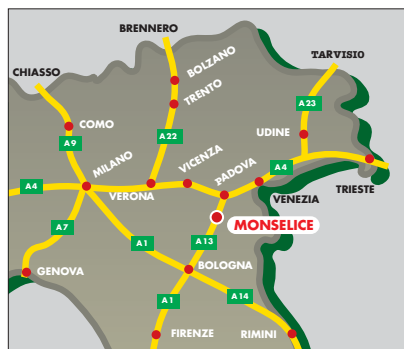 BRENNERO
TARVISIO
CHIASSO
BOLZANO
TRENTO
A23
COMO
A22
UDINE
A9
MILANO
VICENZA
PADOVA
A4
A4
VERONA
VENEZIA
TRIESTE
A7
MONSELICE
A1
A13
GENOVA
BOLOGNA
A1
A14
FIRENZE
RIMINI